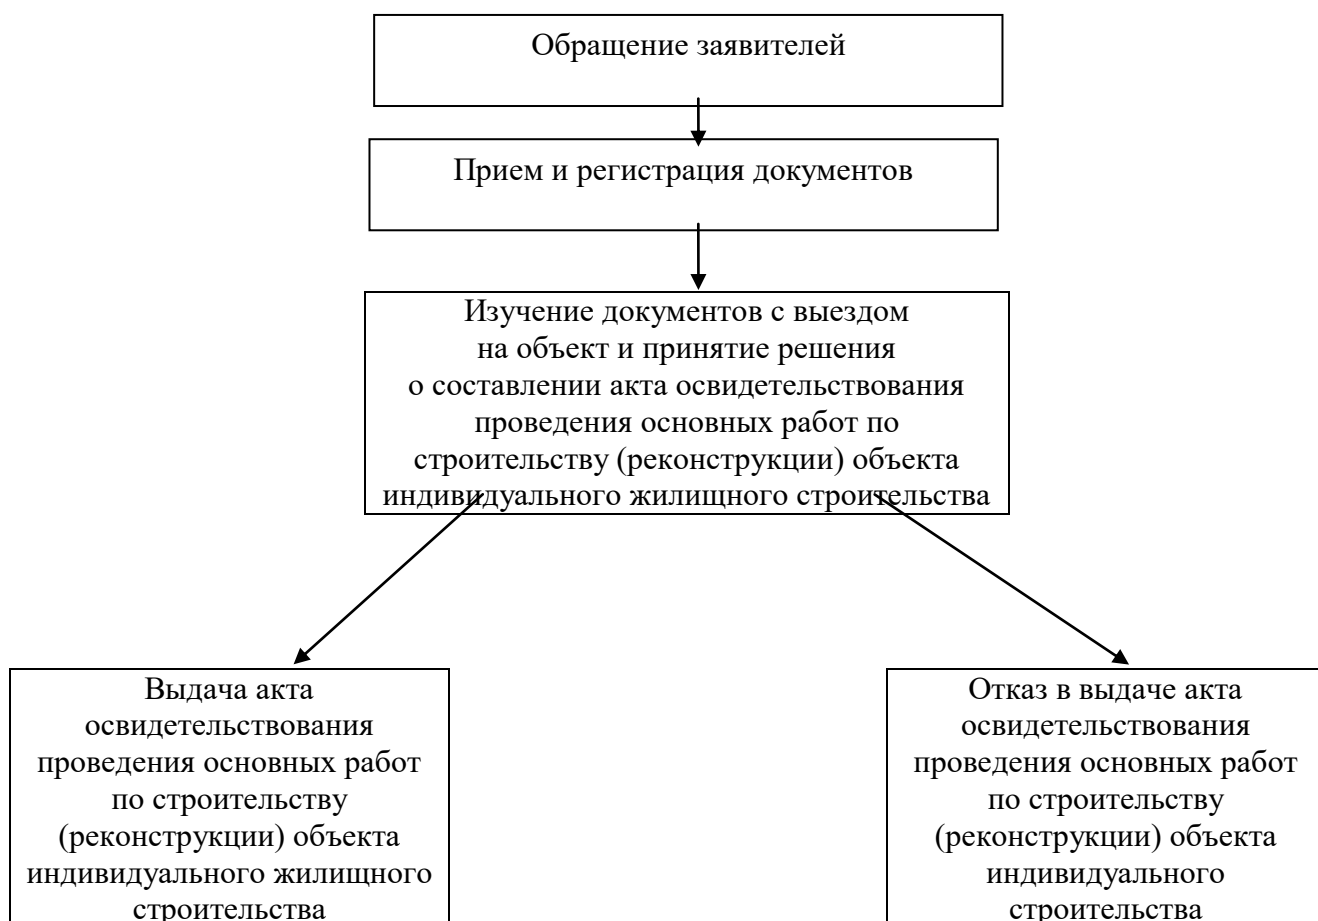 Обращение заявителей
Прием и регистрация документов
Изучение документов с выездом
на объект и принятие решения
о составлении акта освидетельствования
проведения основных работ по
строительству (реконструкции) объекта
индивидуального жилищного строительства
Выдача акта
освидетельствования
проведения основных работ
по строительству
(реконструкции) объекта
индивидуального жилищного
строительства
Отказ в выдаче акта
освидетельствования
проведения основных работ
по строительству
(реконструкции) объекта
индивидуального
строительства